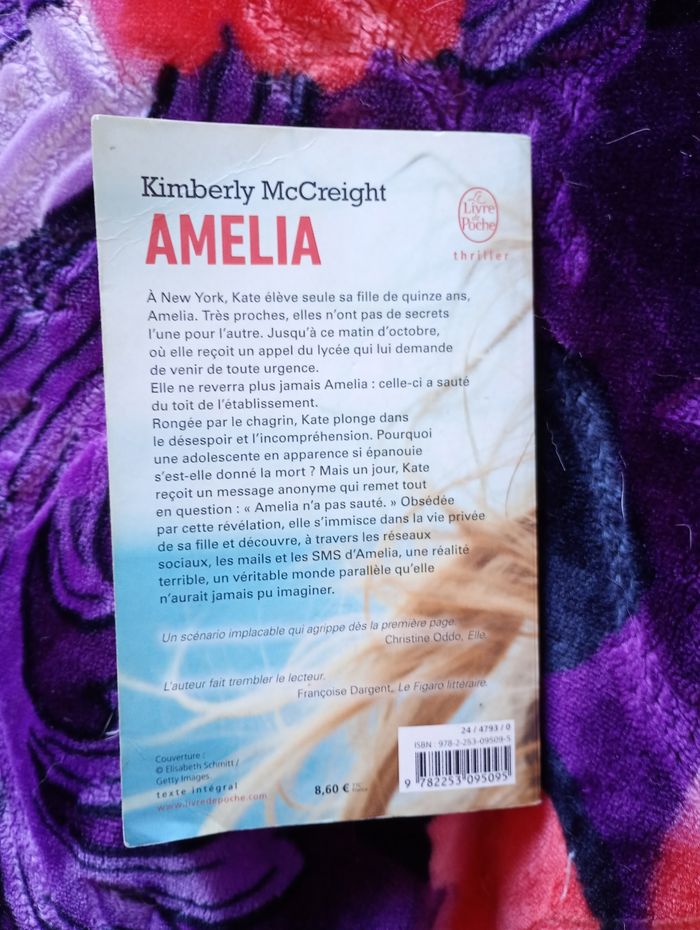 Kimberly McCreight
AMELIA
Le
Livre
de
Poche
thriller
À New York, Kate élève seule sa fille de quinze ans,
Amelia. Très proches, elles n'ont pas de secrets
l'une pour l'autre. Jusqu'à ce matin d'octobre,
où elle reçoit un appel du lycée qui lui demande
de venir de toute urgence.
Elle ne reverra plus jamais Amelia : celle-ci a sauté
du toit de l'établissement.
Rongée par le chagrin, Kate plonge dans
le désespoir et l'incompréhension. Pourquoi
une adolescente en apparence si épanouie
s'est-elle donné la mort ? Mais un jour, Kate
reçoit un message anonyme qui remet tout
en question : « Amelia n'a pas sauté. » Obsédée
par cette révélation, elle s'immisce dans la vie privée
de sa fille et découvre, à travers les réseaux
sociaux, les mails et les SMS d'Amelia, une réalité
terrible, un véritable monde parallèle qu'elle
n'aurait jamais pu imaginer.
Un scénario implacable qui agrippe dès la première page.
Christine Oddo, Elle.
L'auteur fait trembler le lecteur.
Françoise Dargent, Le Figaro littéraire.
Couverture :
© Elisabeth Schmitt /
Getty Images.
texte intégral
www.livredepoche.com
8,60 € TTC
France
24 / 4793 / 0
ISBN : 978-2-253-09509-5
9 782253 095095